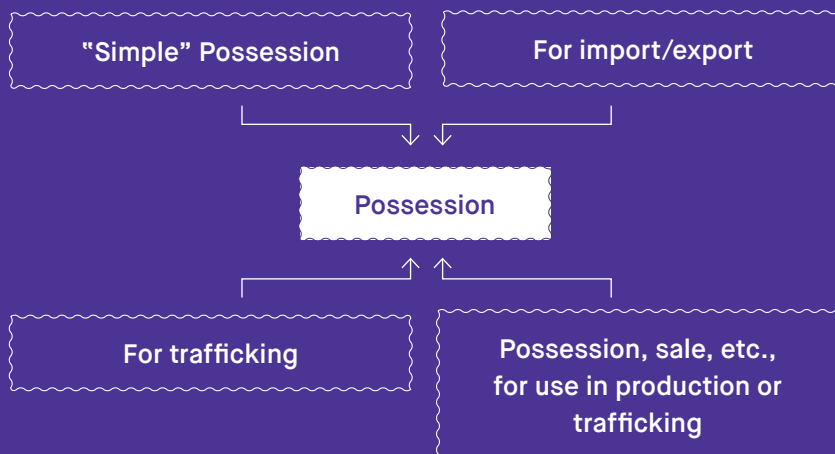 “Simple” Possession
For import/export
Possession
For trafficking
Possession, sale, etc.,
for use in production or
trafficking